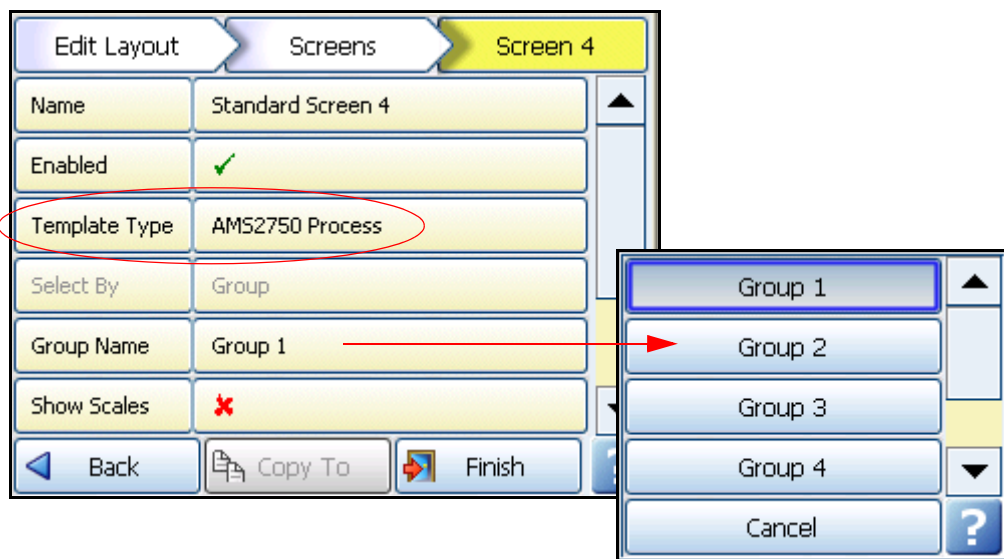 Edit Layout Screens Screen 4
Name Standard Screen 4
Enabled
Template Type AMS2750 Process
Select By Group
Group Name Group 1
Show Scales
Back Copy To Finish ?
Group 1
Group 2
Group 3
Group 4
Cancel ?